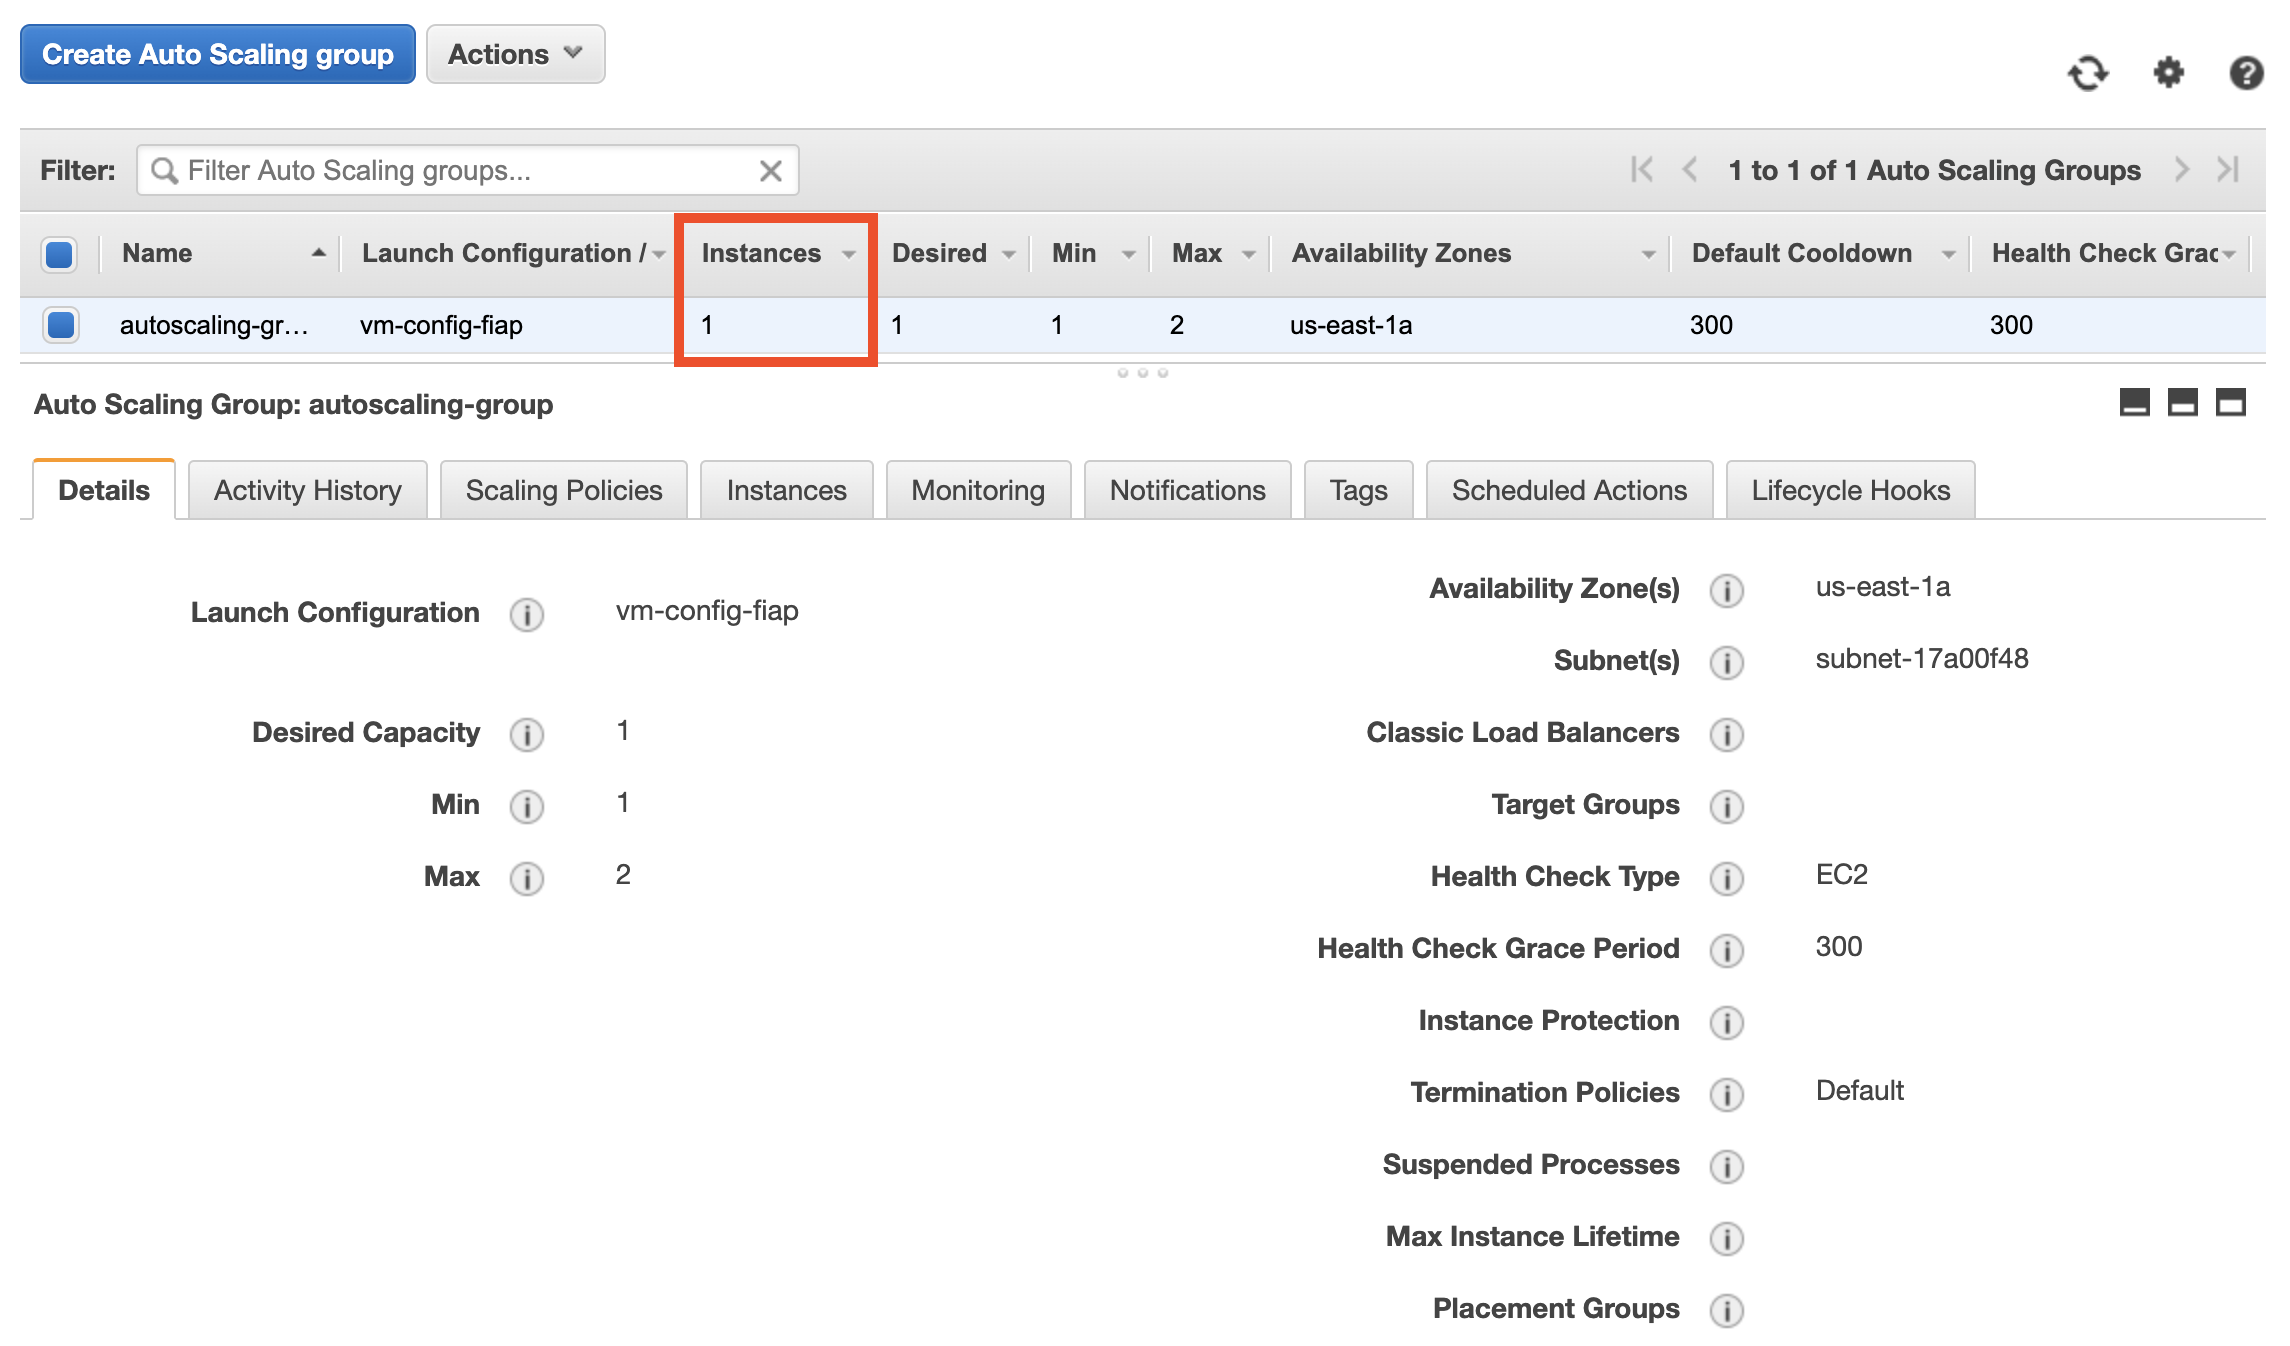 Create Auto Scaling group
Actions
Filter:
Filter Auto Scaling groups...
1 to 1 of 1 Auto Scaling Groups
Name
Launch Configuration /
Instances
Desired
Min
Max
Availability Zones
Default Cooldown
Health Check Grac
autoscaling-gr...
vm-config-fiap
1
1
1
2
us-east-1a
300
300
Auto Scaling Group: autoscaling-group
Details
Activity History
Scaling Policies
Instances
Monitoring
Notifications
Tags
Scheduled Actions
Lifecycle Hooks
Launch Configuration
vm-config-fiap
Desired Capacity
1
Min
1
Max
2
Availability Zone(s)
us-east-1a
Subnet(s)
subnet-17a00f48
Classic Load Balancers
Target Groups
Health Check Type
EC2
Health Check Grace Period
300
Instance Protection
Termination Policies
Default
Suspended Processes
Max Instance Lifetime
Placement Groups